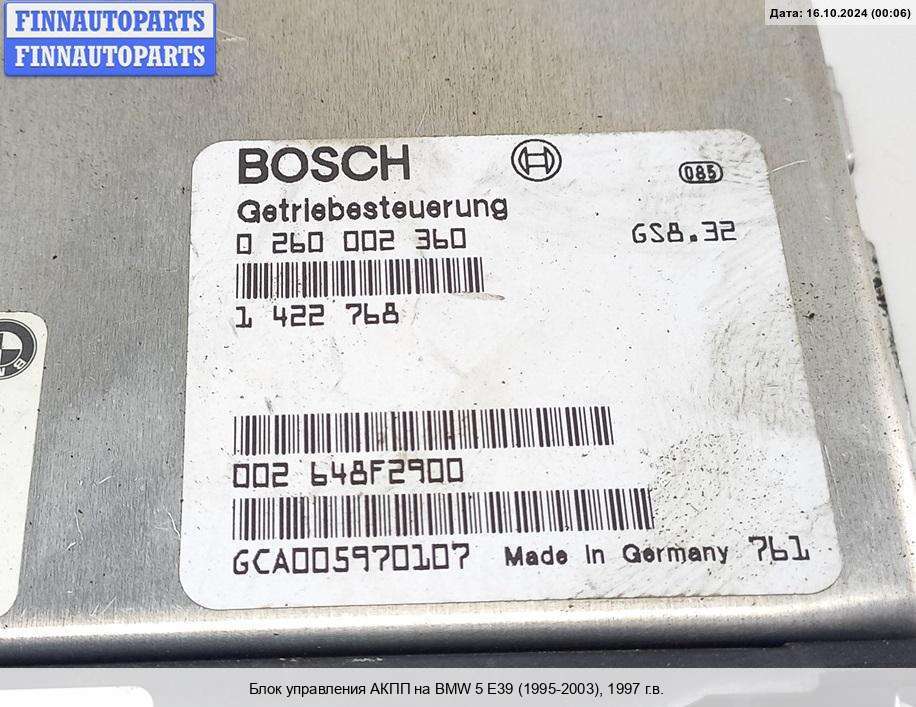 FINNAUTOPARTS
FINNAUTOPARTS
Дата: 16.10.2024 (00:06)
BOSCH
085
Getriebesteuerung
0 260 002 360
GS8.32
1 422 768
002 648F2900
GCA005970107 Made in Germany 761
Блок управления АКПП на BMW 5 E39 (1995-2003), 1997 г.в.